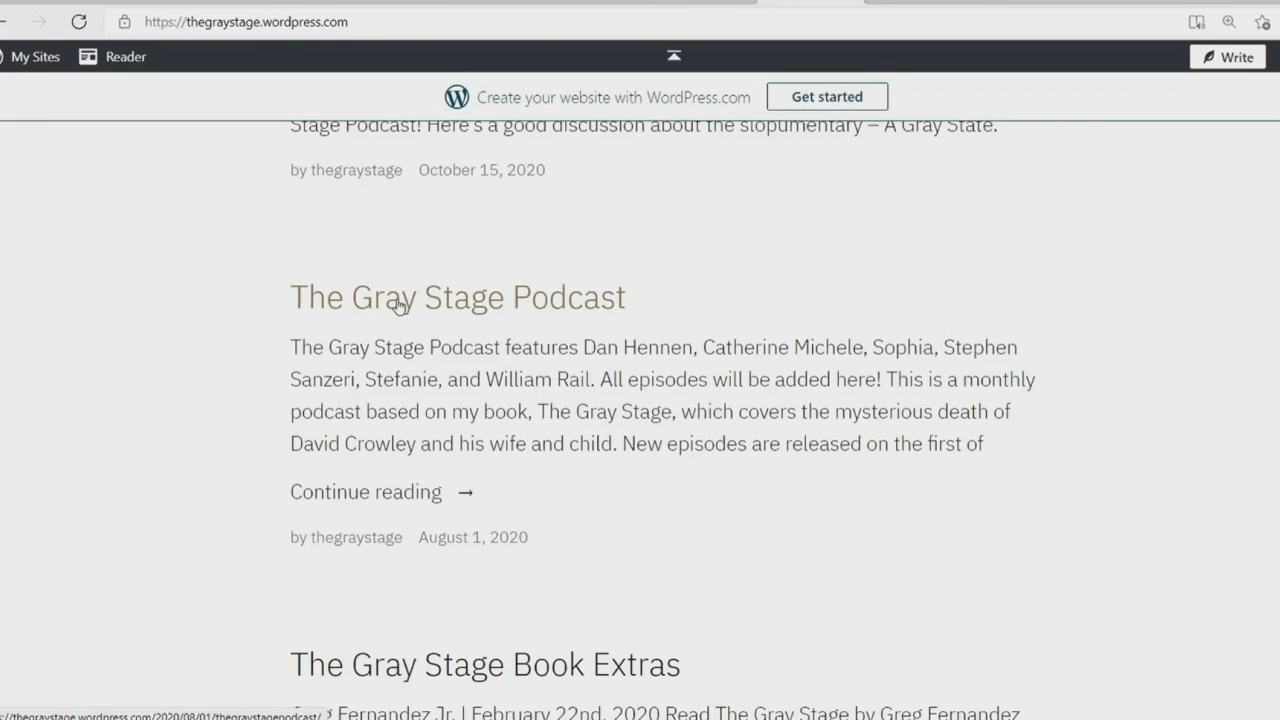 https://thegraystage.wordpress.com
My Sites Reader Write
Create your website with WordPress.com Get started
Stage Podcast! Here's a good discussion about the slopumentary – A Gray State.
by thegraystage October 15, 2020
The Gray Stage Podcast
The Gray Stage Podcast features Dan Hennen, Catherine Michele, Sophia, Stephen
Sanzeri, Stefanie, and William Rail. All episodes will be added here! This is a monthly
podcast based on my book, The Gray Stage, which covers the mysterious death of
David Crowley and his wife and child. New episodes are released on the first of
Continue reading →
by thegraystage August 1, 2020
The Gray Stage Book Extras
Greg Fernandez Jr. | February 22nd, 2020 Read The Gray Stage by Greg Fernandez
s://thegraystage.wordpress.com/2020/08/01/thegraystagepodcast/